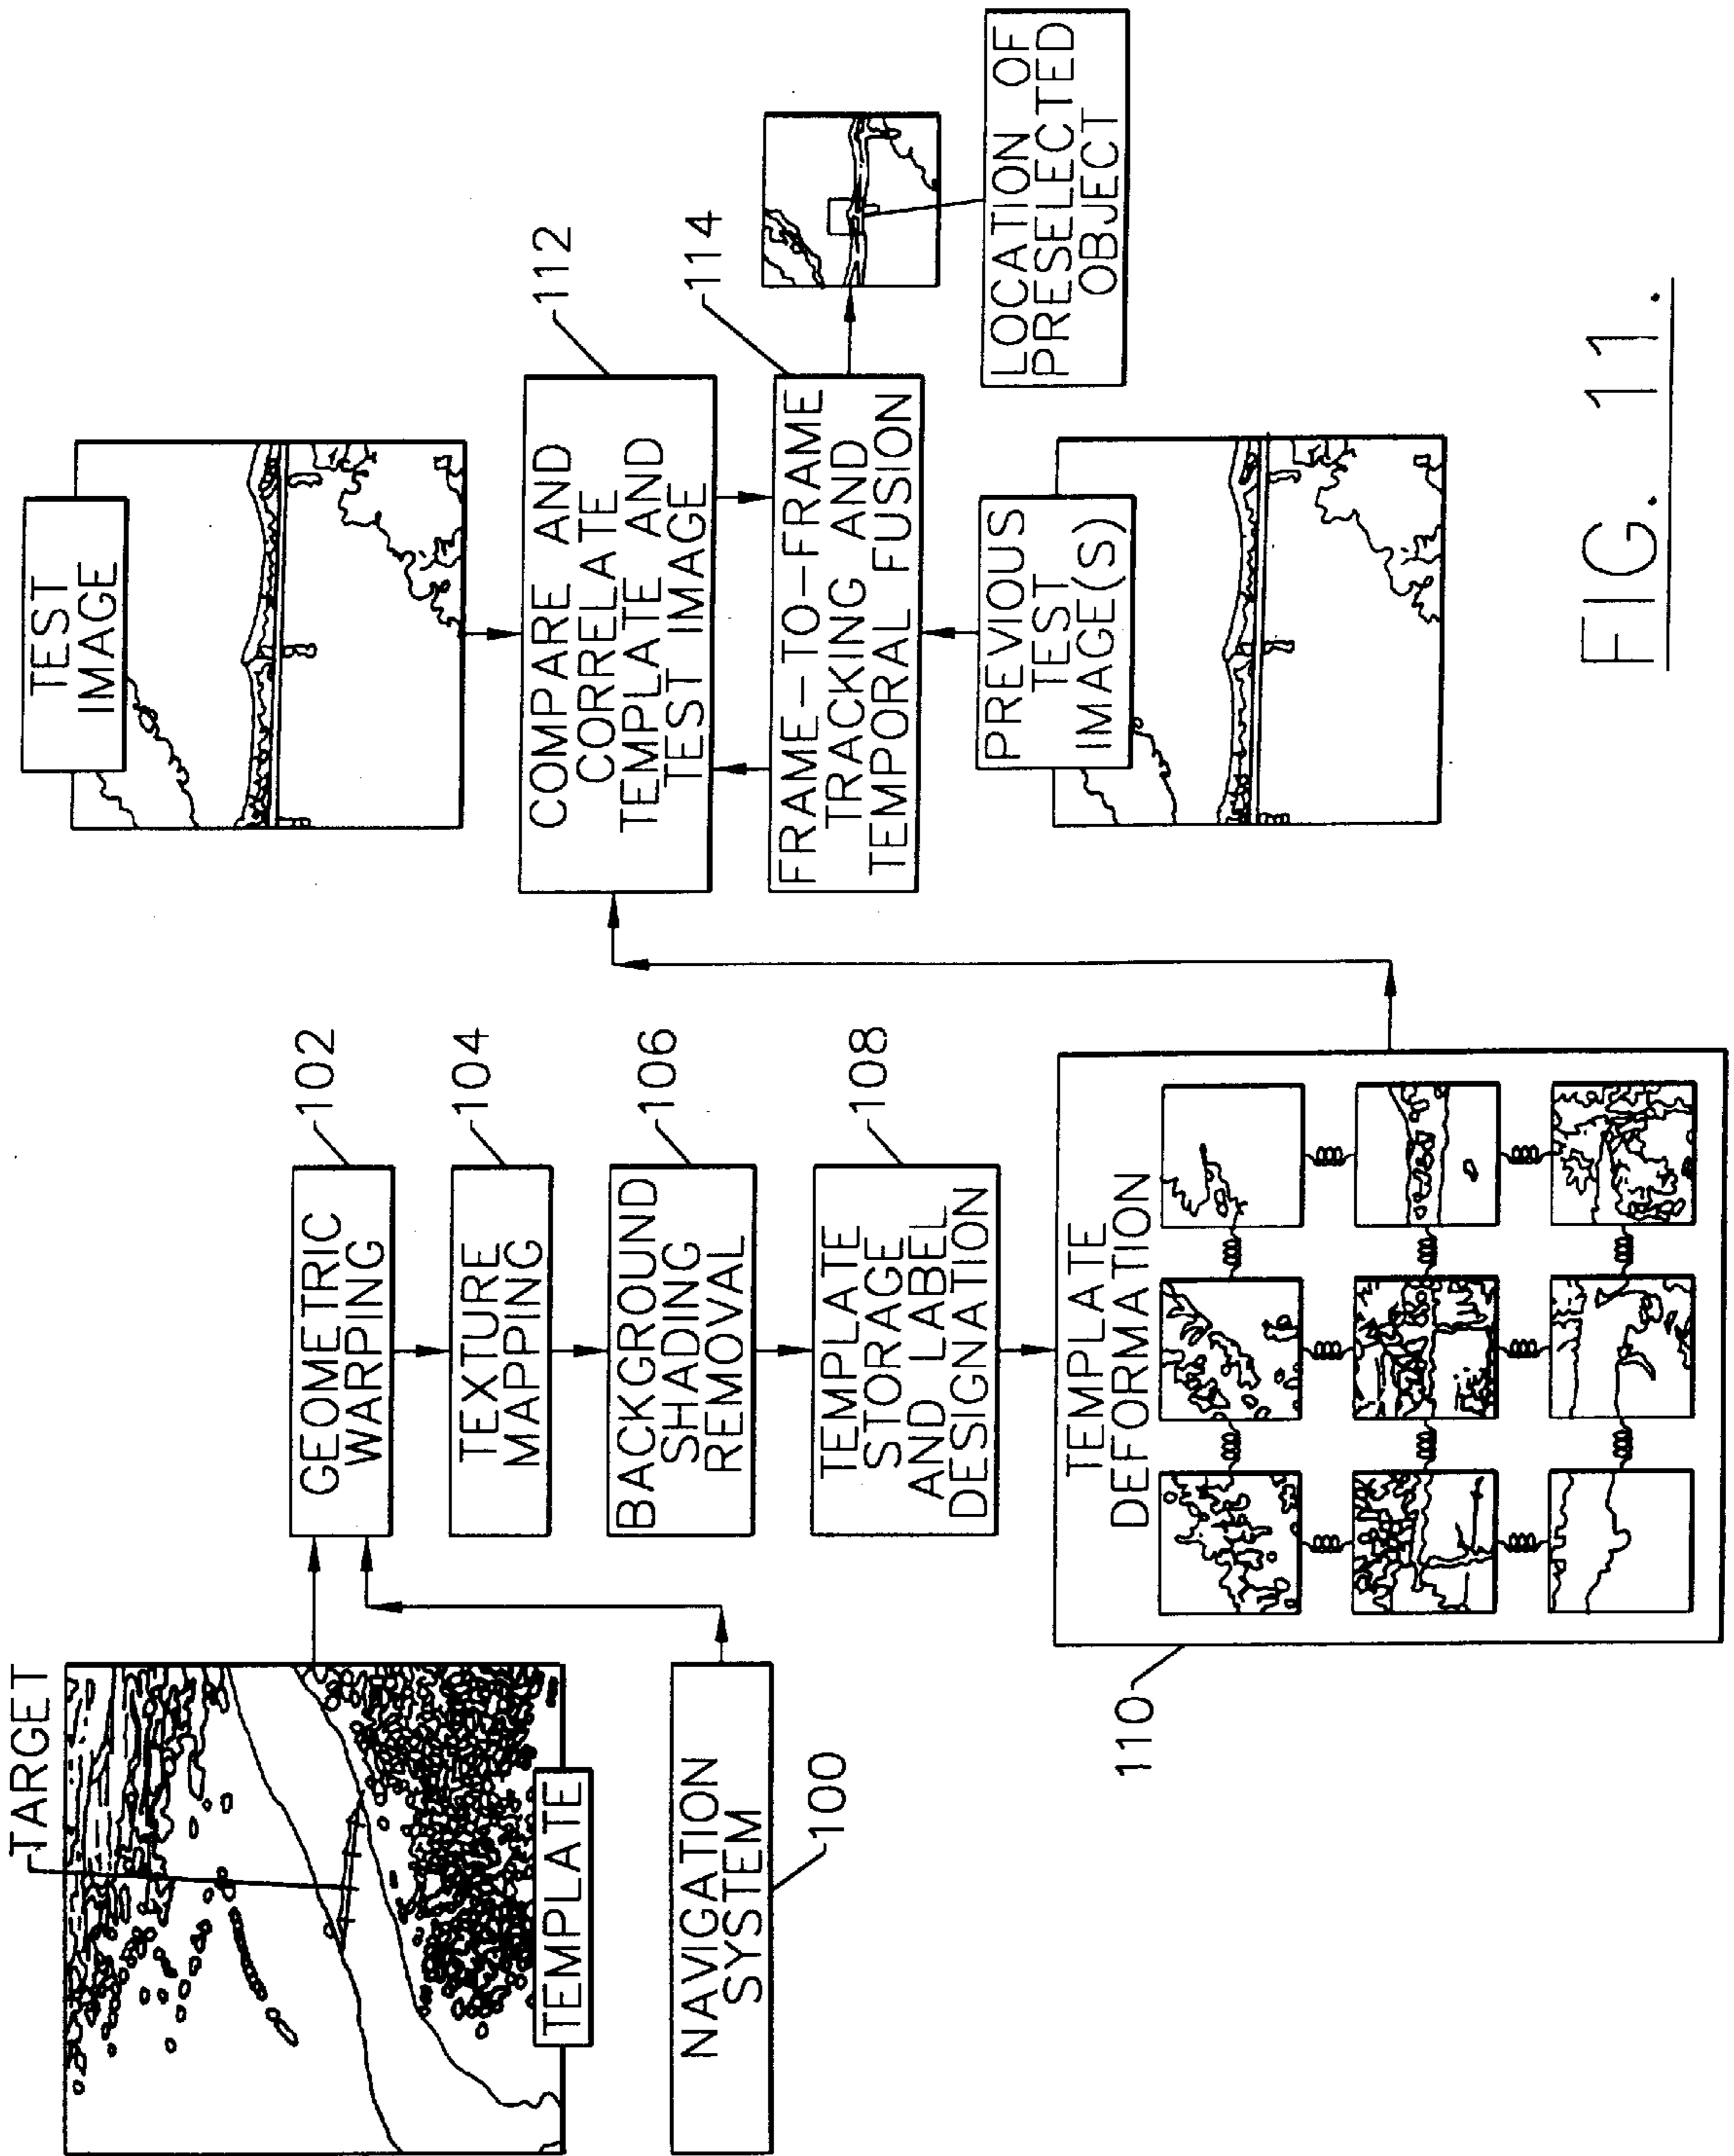 TARGET
TEMPLATE
NAVIGATION
SYSTEM
100
GEOMETRIC
WARPING
102
TEXTURE
MAPPING
104
BACKGROUND
SHADING
REMOVAL
106
TEMPLATE
STORAGE
AND LABEL
DESIGNATION
108
TEMPLATE
DEFORMATION
110
TEST
IMAGE
COMPARE AND
CORRELATE
TEMPLATE AND
TEST IMAGE
112
FRAME-TO-FRAME
TRACKING AND
TEMPORAL FUSION
114
PREVIOUS
TEST
IMAGE(S)
LOCATION OF
PRESELECTED
OBJECT
FIG. 11.